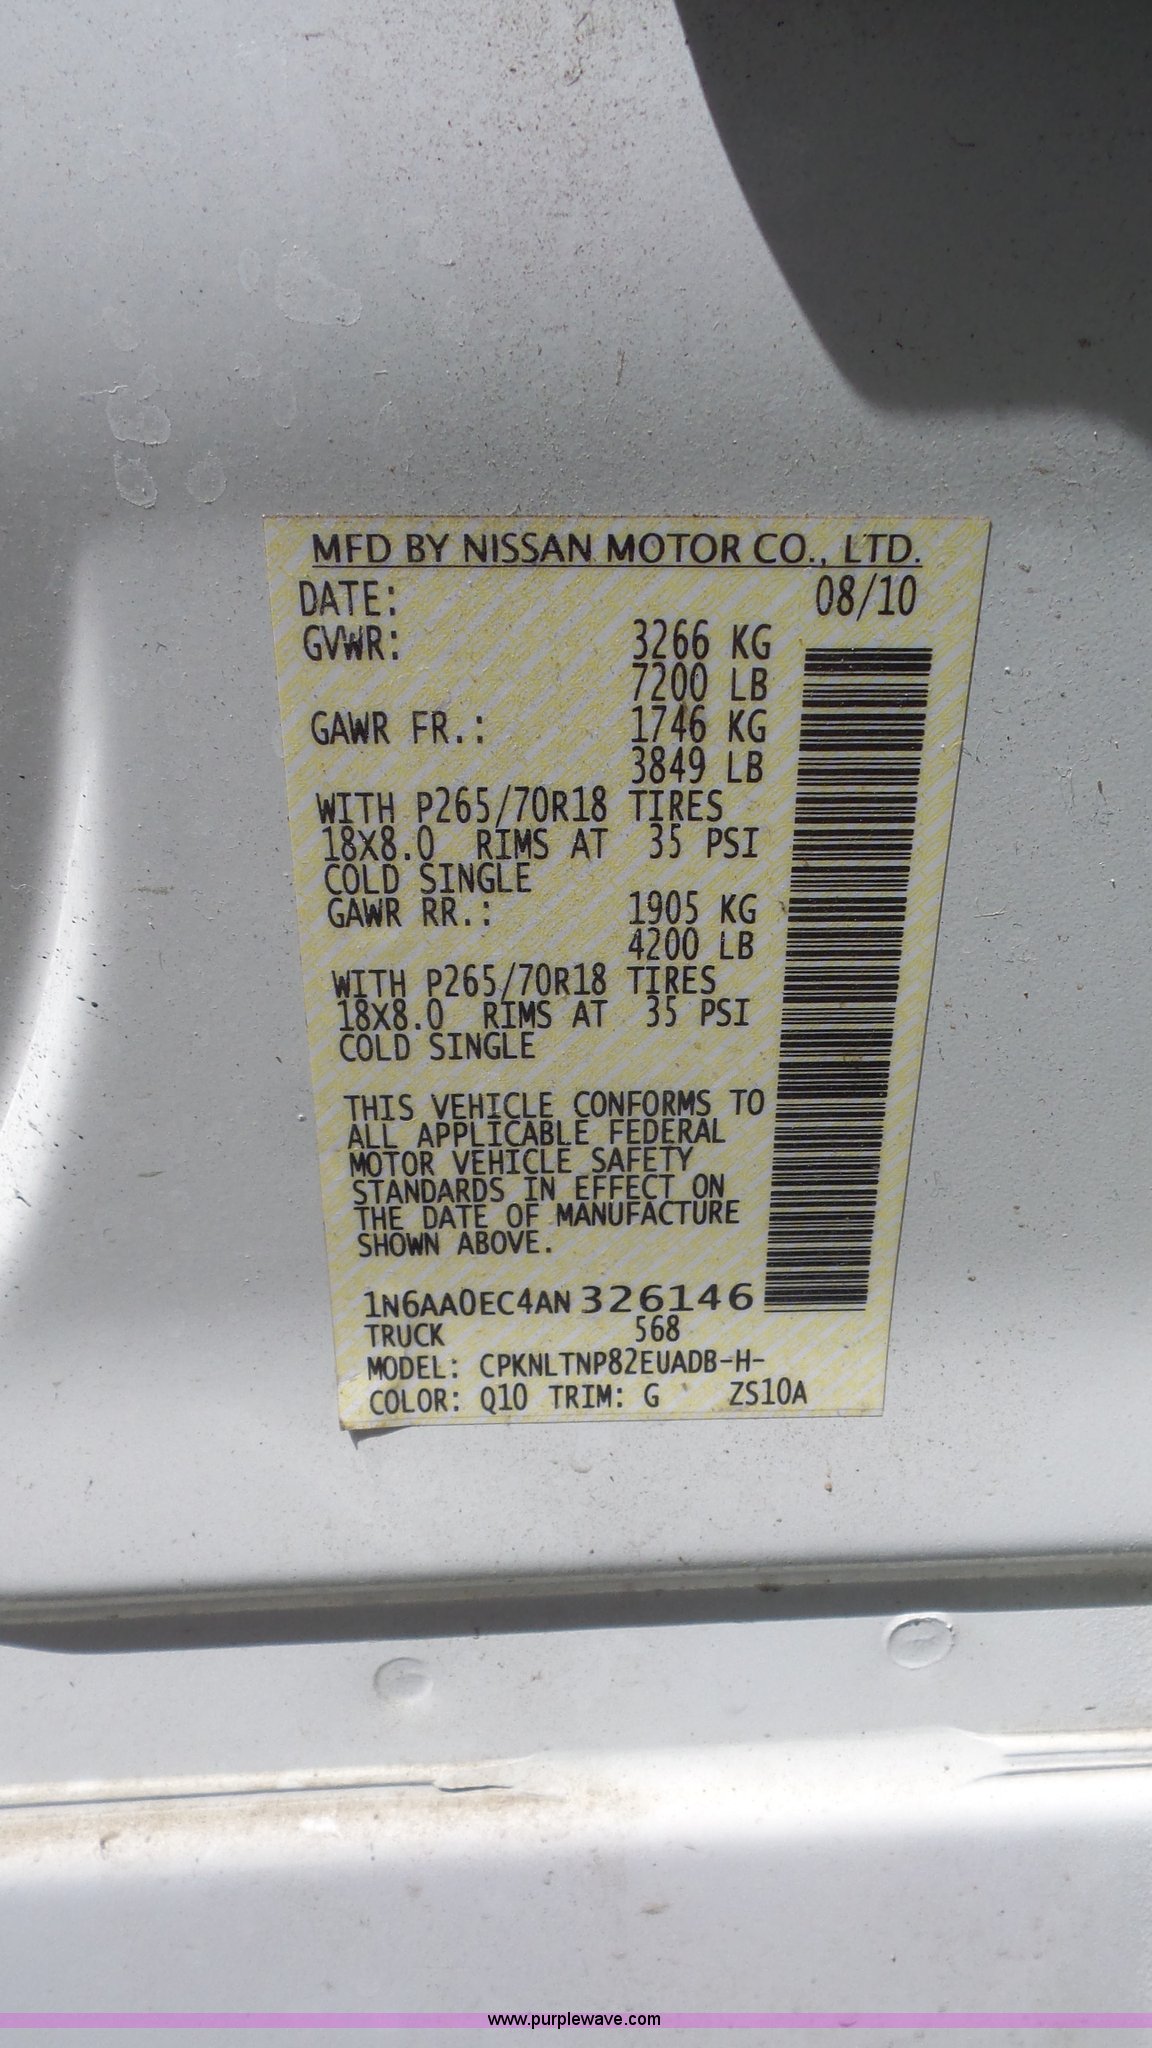 MFD BY NISSAN MOTOR CO., LTD.
DATE: 08/10
GVWR: 3266 KG
7200 LB
GAWR FR.: 1746 KG
3849 LB
WITH P265/70R18 TIRES
18X8.0 RIMS AT 35 PSI
COLD SINGLE
GAWR RR.: 1905 KG
4200 LB
WITH P265/70R18 TIRES
18X8.0 RIMS AT 35 PSI
COLD SINGLE
THIS VEHICLE CONFORMS TO
ALL APPLICABLE FEDERAL
MOTOR VEHICLE SAFETY
STANDARDS IN EFFECT ON
THE DATE OF MANUFACTURE
SHOWN ABOVE.
1N6AA0EC4AN326146
TRUCK 568
MODEL: CPKNLTNP82EUADB-H-
COLOR: Q10 TRIM: G ZS10A
www.purplewave.com